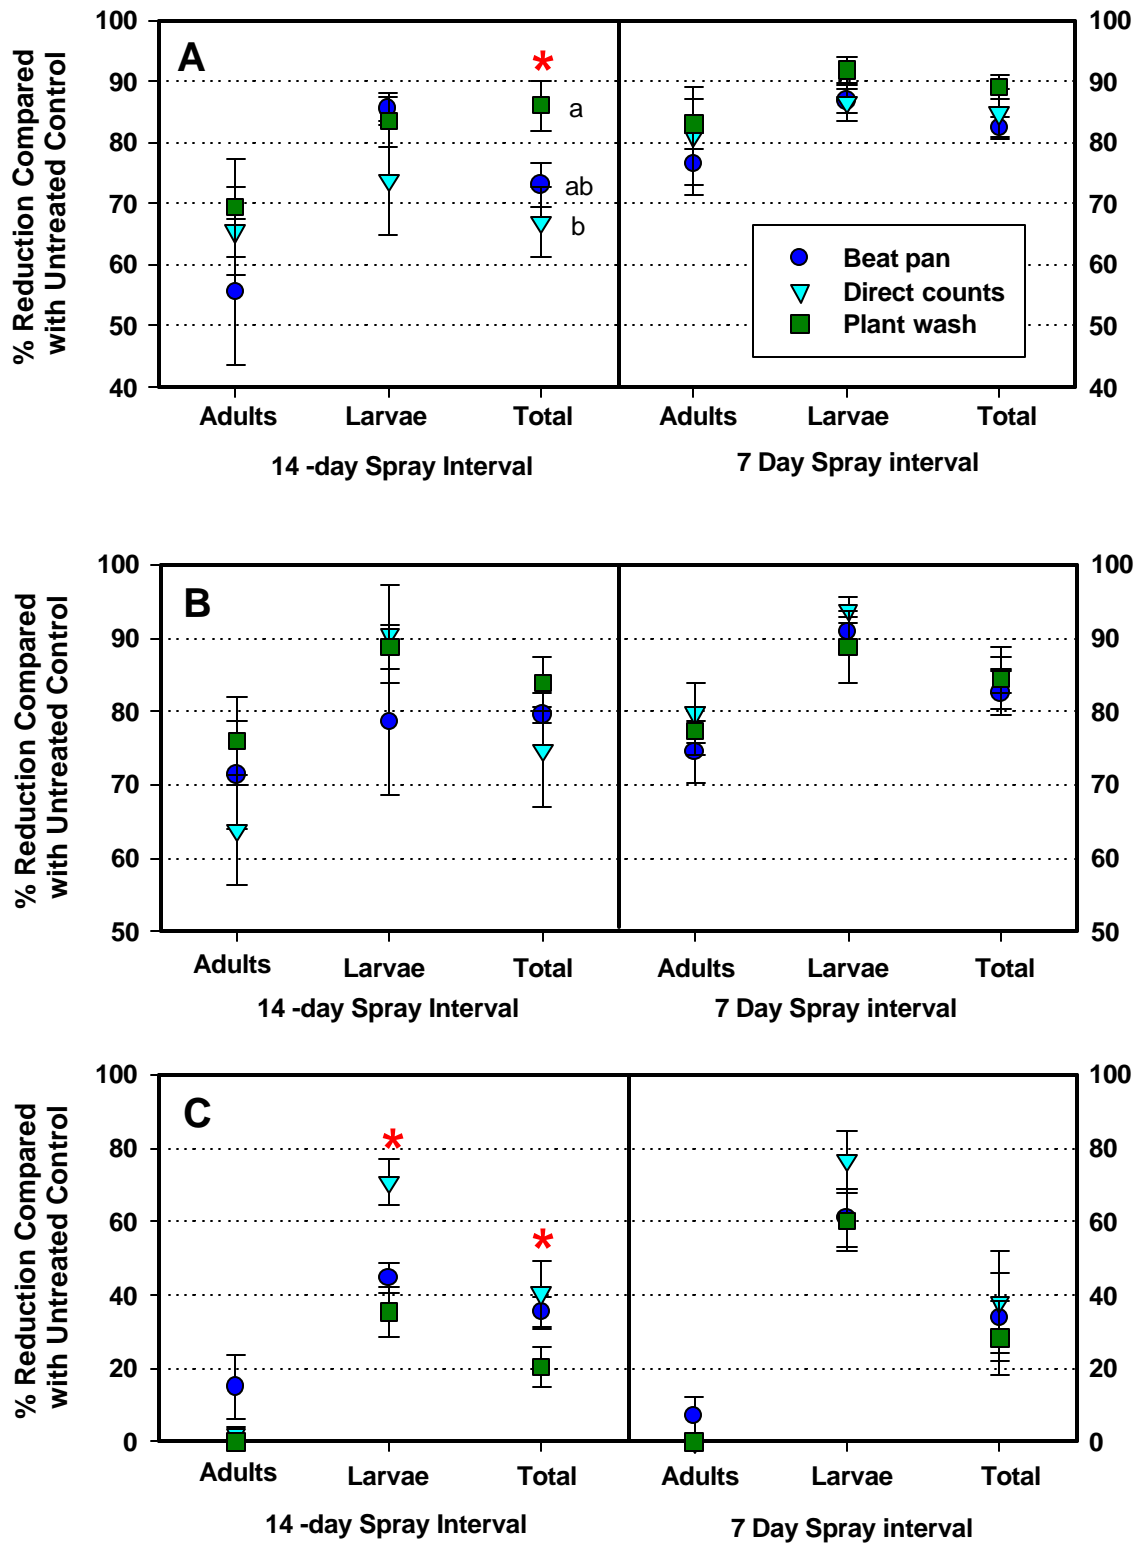 % Reduction Compared
with Untreated Control
100
90
80
70
60
50
40
A
*
a
ab
b
Beat pan
Direct counts
Plant wash
100
90
80
70
60
50
40
Adults Larvae Total Adults Larvae Total
14 -day Spray Interval 7 Day Spray interval
% Reduction Compared
with Untreated Control
100
90
80
70
60
50
B
100
90
80
70
60
50
Adults Larvae Total Adults Larvae Total
14 -day Spray Interval 7 Day Spray interval
% Reduction Compared
with Untreated Control
100
80
60
40
20
0
C
*
*
100
80
60
40
20
0
Adults Larvae Total Adults Larvae Total
14 -day Spray Interval 7 Day Spray interval